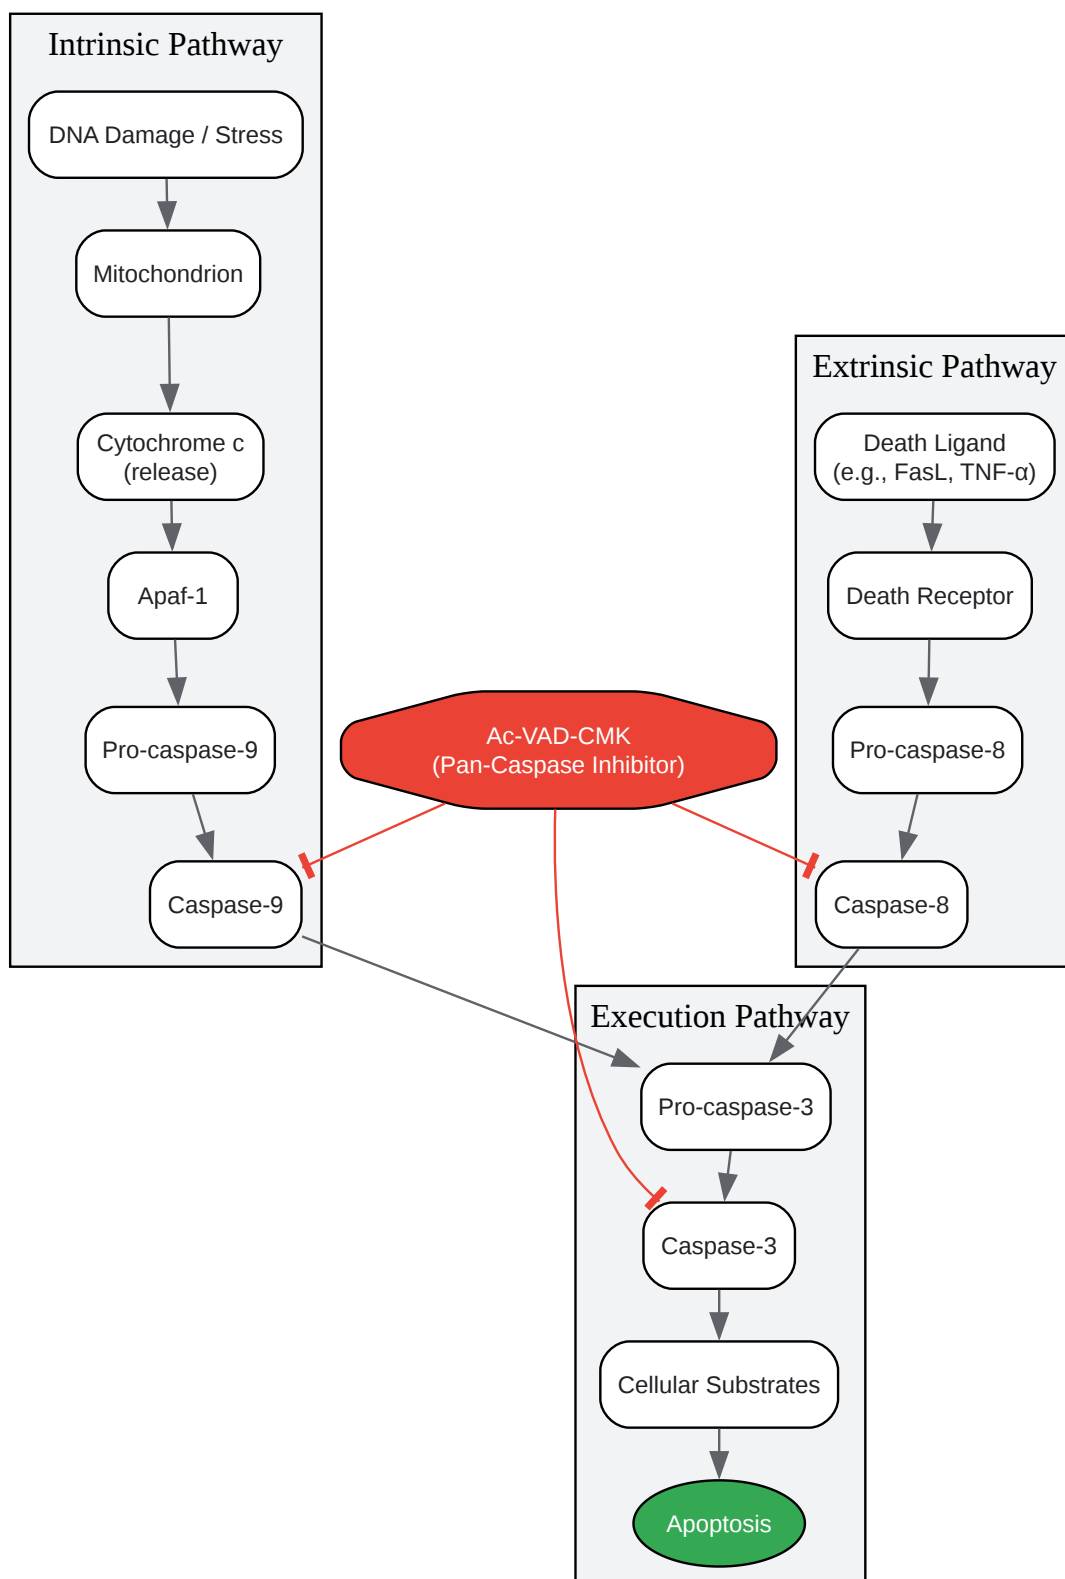 Intrinsic Pathway
DNA Damage / Stress
Mitochondrion
Cytochrome c
(release)
Apaf-1
Pro-caspase-9
Caspase-9
Ac-VAD-CMK
(Pan-Caspase Inhibitor)
Extrinsic Pathway
Death Ligand
(e.g., FasL, TNF-α)
Death Receptor
Pro-caspase-8
Caspase-8
Execution Pathway
Pro-caspase-3
Caspase-3
Cellular Substrates
Apoptosis